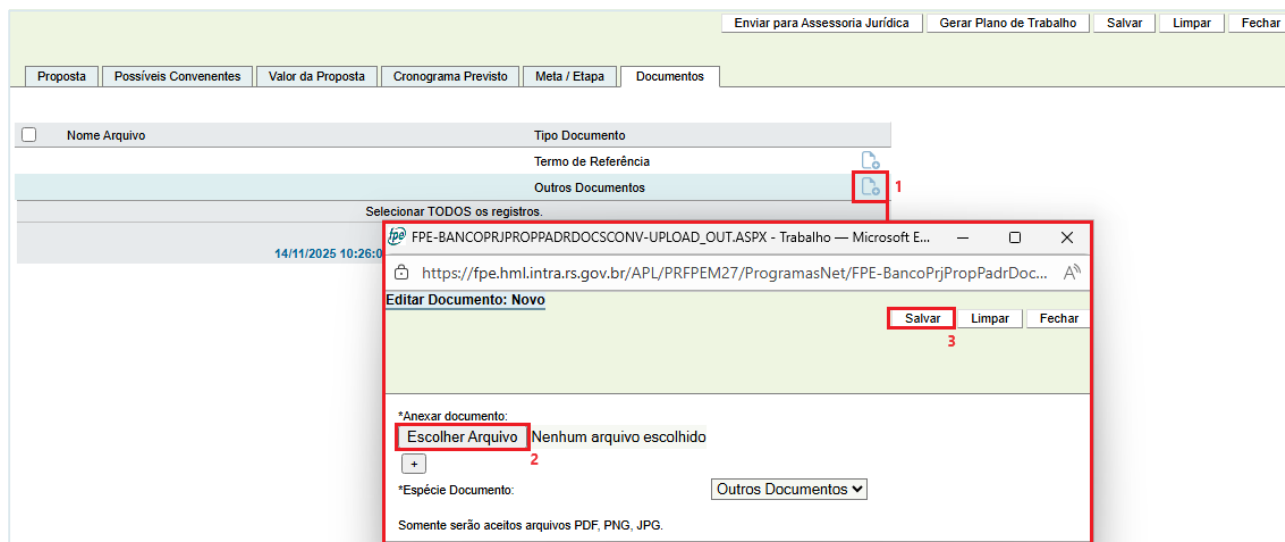 Enviar para Assessoria Jurídica Gerar Plano de Trabalho Salvar Limpar Fechar
Proposta Possíveis Convenentes Valor da Proposta Cronograma Previsto Meta / Etapa Documentos
Nome Arquivo Tipo Documento
Termo de Referência
Outros Documentos 1
Selecionar TODOS os registros.
14/11/2025 10:26:0
fpe FPE-BANCOPRJPROPPADRDOCSCONV-UPLOAD_OUT.ASPX - Trabalho — Microsoft E...
https://fpe.hml.intra.rs.gov.br/APL/PRFPEM27/ProgramasNet/FPE-BancoPrjPropPadrDoc...
Editar Documento: Novo
Salvar Limpar Fechar
3
*Anexar documento:
Escolher Arquivo Nenhum arquivo escolhido
+ 2
*Espécie Documento: Outros Documentos
Somente serão aceitos arquivos PDF, PNG, JPG.